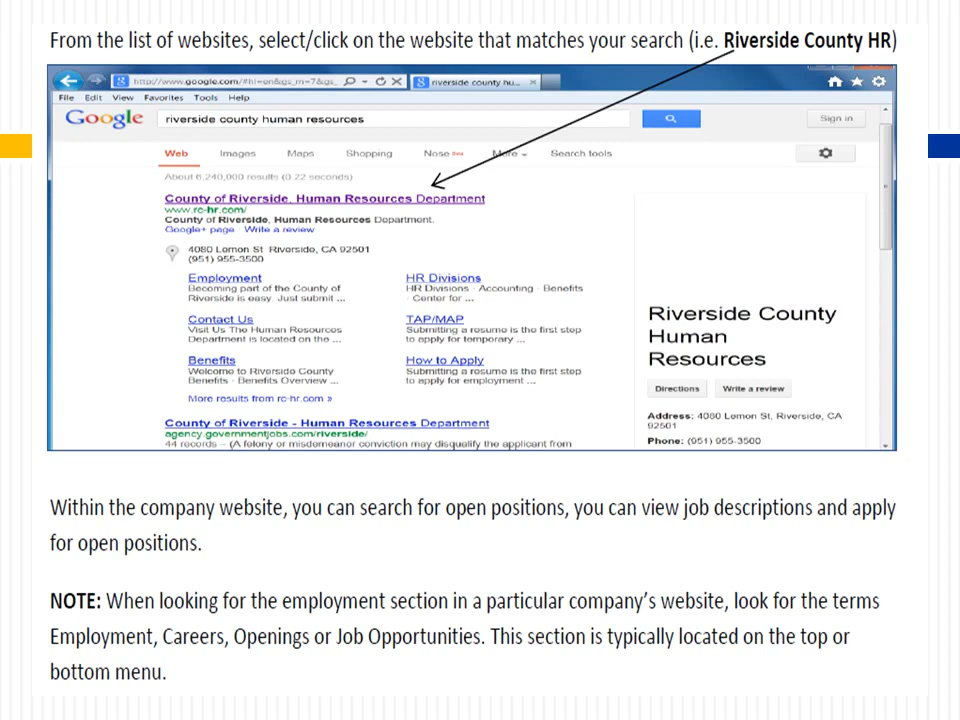 From the list of websites, select/click on the website that matches your search (i.e. Riverside County HR)
http://www.google.com/#hl=en&gs_rn=7&gs_
riverside county hu...
File Edit View Favorites Tools Help
Google riverside county human resources Sign in
Web Images Maps Shopping More Search tools
About 6,240,000 results (0.22 seconds)
County of Riverside, Human Resources Department
www.rc-hr.com/
County of Riverside, Human Resources Department.
Google+ page · Write a review
4080 Lemon St Riverside, CA 92501
(951) 955-3500
Employment
Becoming part of the County of
Riverside is easy. Just submit ...
HR Divisions
HR Divisions · Accounting · Benefits
· Center for ...
Contact Us
Visit Us The Human Resources
Department is located on the ...
TAP/MAP
Submitting a resume is the first step
to apply for temporary ...
Benefits
Welcome to Riverside County
Benefits · Benefits Overview ...
How to Apply
Submitting a resume is the first step
to apply for employment ...
More results from rc-hr.com »
County of Riverside - Human Resources Department
agency.governmentjobs.com/riverside/
44 records – (A felony or misdemeanor conviction may disqualify the applicant from
Riverside County
Human
Resources
Directions Write a review
Address: 4080 Lemon St, Riverside, CA
92501
Phone: (951) 955-3500
Within the company website, you can search for open positions, you can view job descriptions and apply
for open positions.
NOTE: When looking for the employment section in a particular company’s website, look for the terms
Employment, Careers, Openings or Job Opportunities. This section is typically located on the top or
bottom menu.